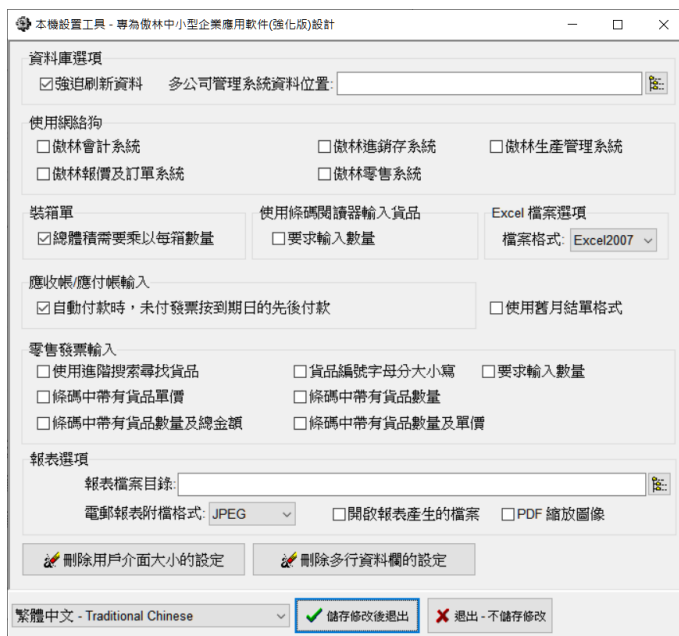 本機設置工具 - 專為傲林中小型企業應用軟件(強化版)設計
資料庫選項
強迫刷新資料 多公司管理系統資料位置:
使用網絡狗
傲林會計系統 傲林進銷存系統 傲林生產管理系統
傲林報價及訂單系統 傲林零售系統
裝箱單 使用條碼閱讀器輸入貨品 Excel 檔案選項
總體積需要乘以每箱數量 要求輸入數量 檔案格式: Excel2007
應收帳/應付帳輸入
自動付款時，未付發票按到期日的先後付款 使用舊月結單格式
零售發票輸入
使用進階搜索尋找貨品 貨品編號字母分大小寫 要求輸入數量
條碼中帶有貨品單價 條碼中帶有貨品數量
條碼中帶有貨品數量及總金額 條碼中帶有貨品數量及單價
報表選項
報表檔案目錄:
電郵報表附檔格式: JPEG 開啟報表產生的檔案 PDF 縮放圖像
刪除用戶介面大小的設定 刪除多行資料欄的設定
繁體中文 - Traditional Chinese 儲存修改後退出 退出 - 不儲存修改